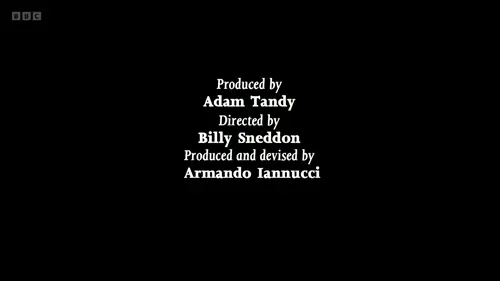 BBC
Produced by
Adam Tandy
Directed by
Billy Sneddon
Produced and devised by
Armando Iannucci